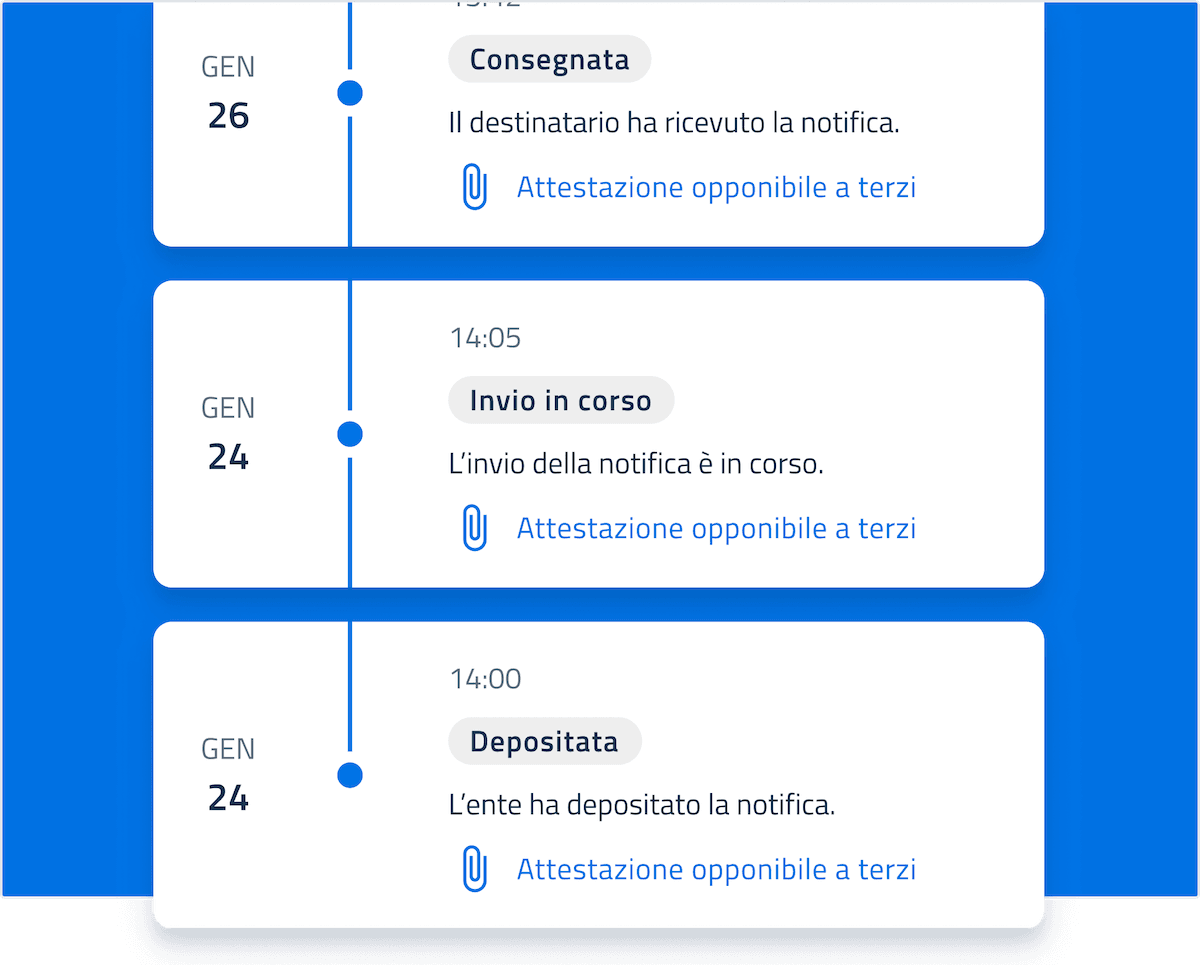 GEN
26
Consegnata
Il destinatario ha ricevuto la notifica.
Attestazione opponibile a terzi
14:05
GEN
24
Invio in corso
L’invio della notifica è in corso.
Attestazione opponibile a terzi
14:00
GEN
24
Depositata
L’ente ha depositato la notifica.
Attestazione opponibile a terzi